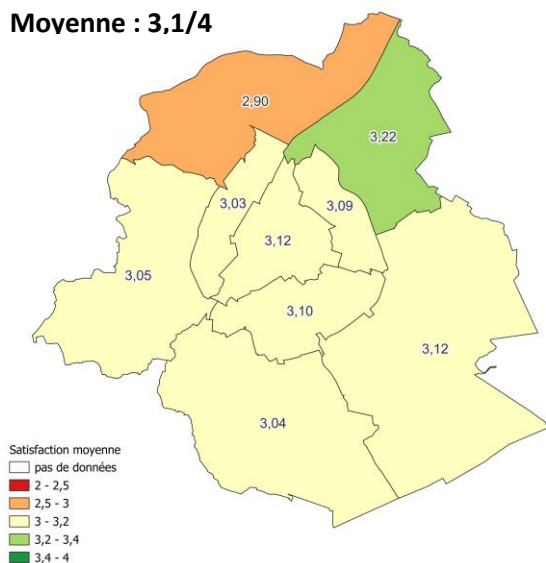 Moyenne : 3,1/4
2,90
3,22
3,03
3,09
3,12
3,05
3,10
3,12
3,04
Satisfaction moyenne
pas de données
2 - 2,5
2,5 - 3
3 - 3,2
3,2 - 3,4
3,4 - 4